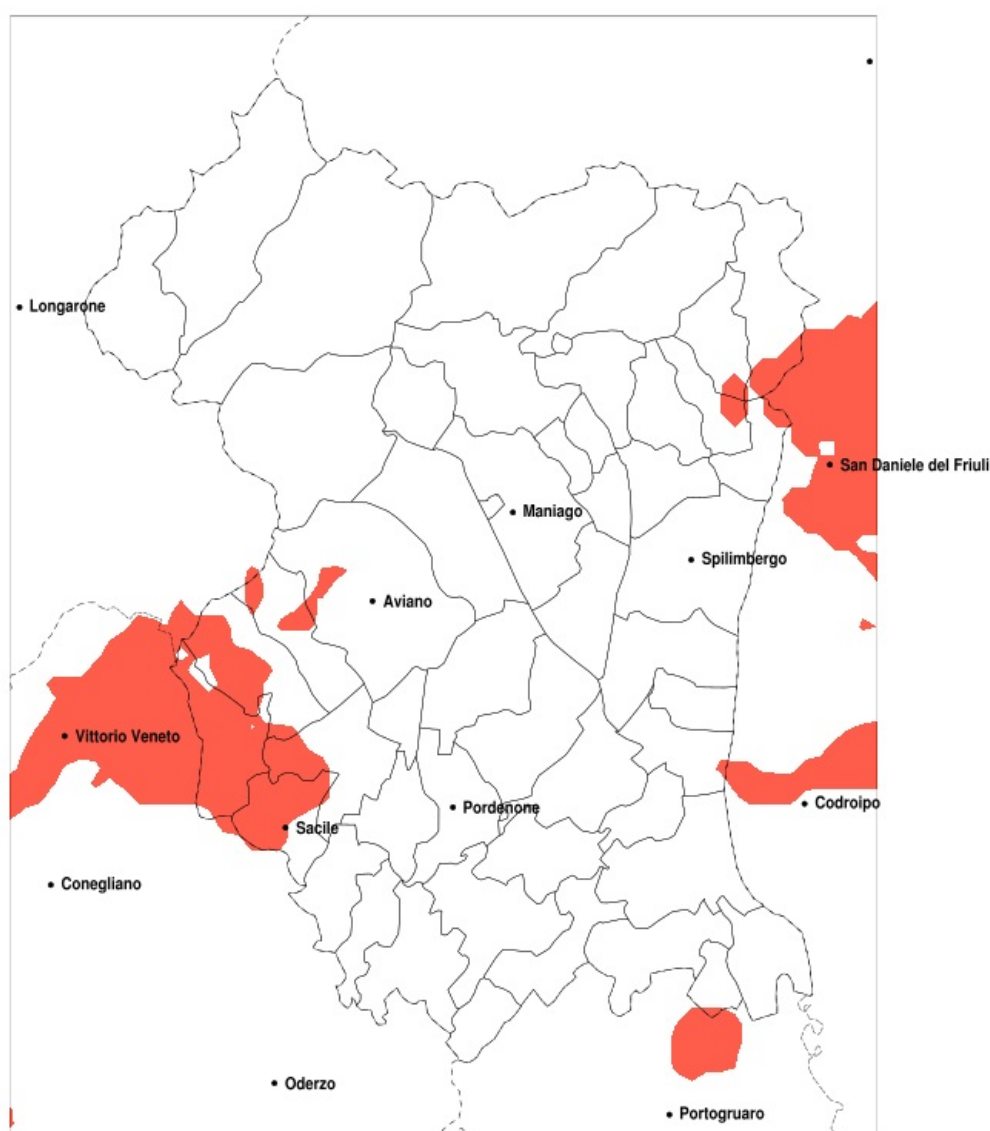 Longarone
San Daniele del Friuli
Maniago
Spilimbergo
Aviano
Vittorio Veneto
Codroipo
Pordenone
Sacile
Conegliano
Oderzo
Portogruaro